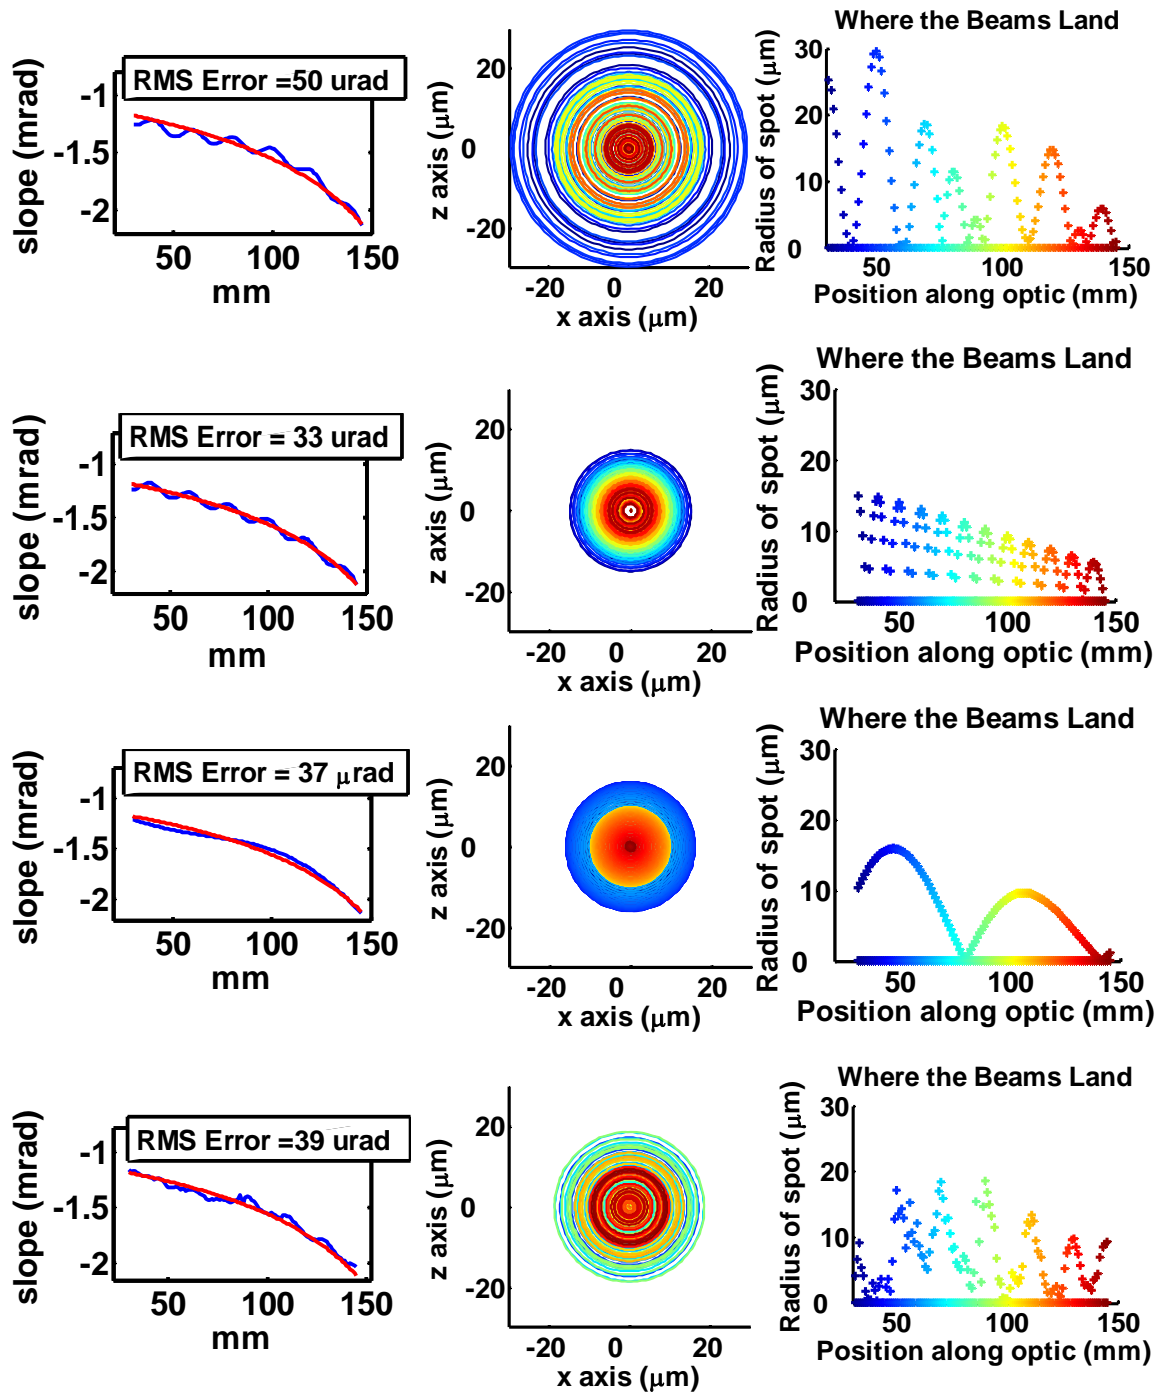 RMS Error =50 urad
slope (mrad)
-1
-1.5
-2
50 100 150
mm
z axis (μm)
20
0
-20
-20 0 20
x axis (μm)
Where the Beams Land
Radius of spot (μm)
30
20
10
0
50 100 150
Position along optic (mm)
RMS Error = 33 urad
slope (mrad)
-1
-1.5
-2
50 100 150
mm
z axis (μm)
20
0
-20
-20 0 20
x axis (μm)
Where the Beams Land
Radius of spot (μm)
30
20
10
0
50 100 150
Position along optic (mm)
RMS Error = 37 μrad
slope (mrad)
-1
-1.5
-2
50 100 150
mm
z axis (μm)
20
0
-20
-20 0 20
x axis (μm)
Where the Beams Land
Radius of spot (μm)
30
20
10
0
50 100 150
Position along optic (mm)
RMS Error =39 urad
slope (mrad)
-1
-1.5
-2
50 100 150
mm
z axis (μm)
20
0
-20
-20 0 20
x axis (μm)
Where the Beams Land
Radius of spot (μm)
30
20
10
0
50 100 150
Position along optic (mm)